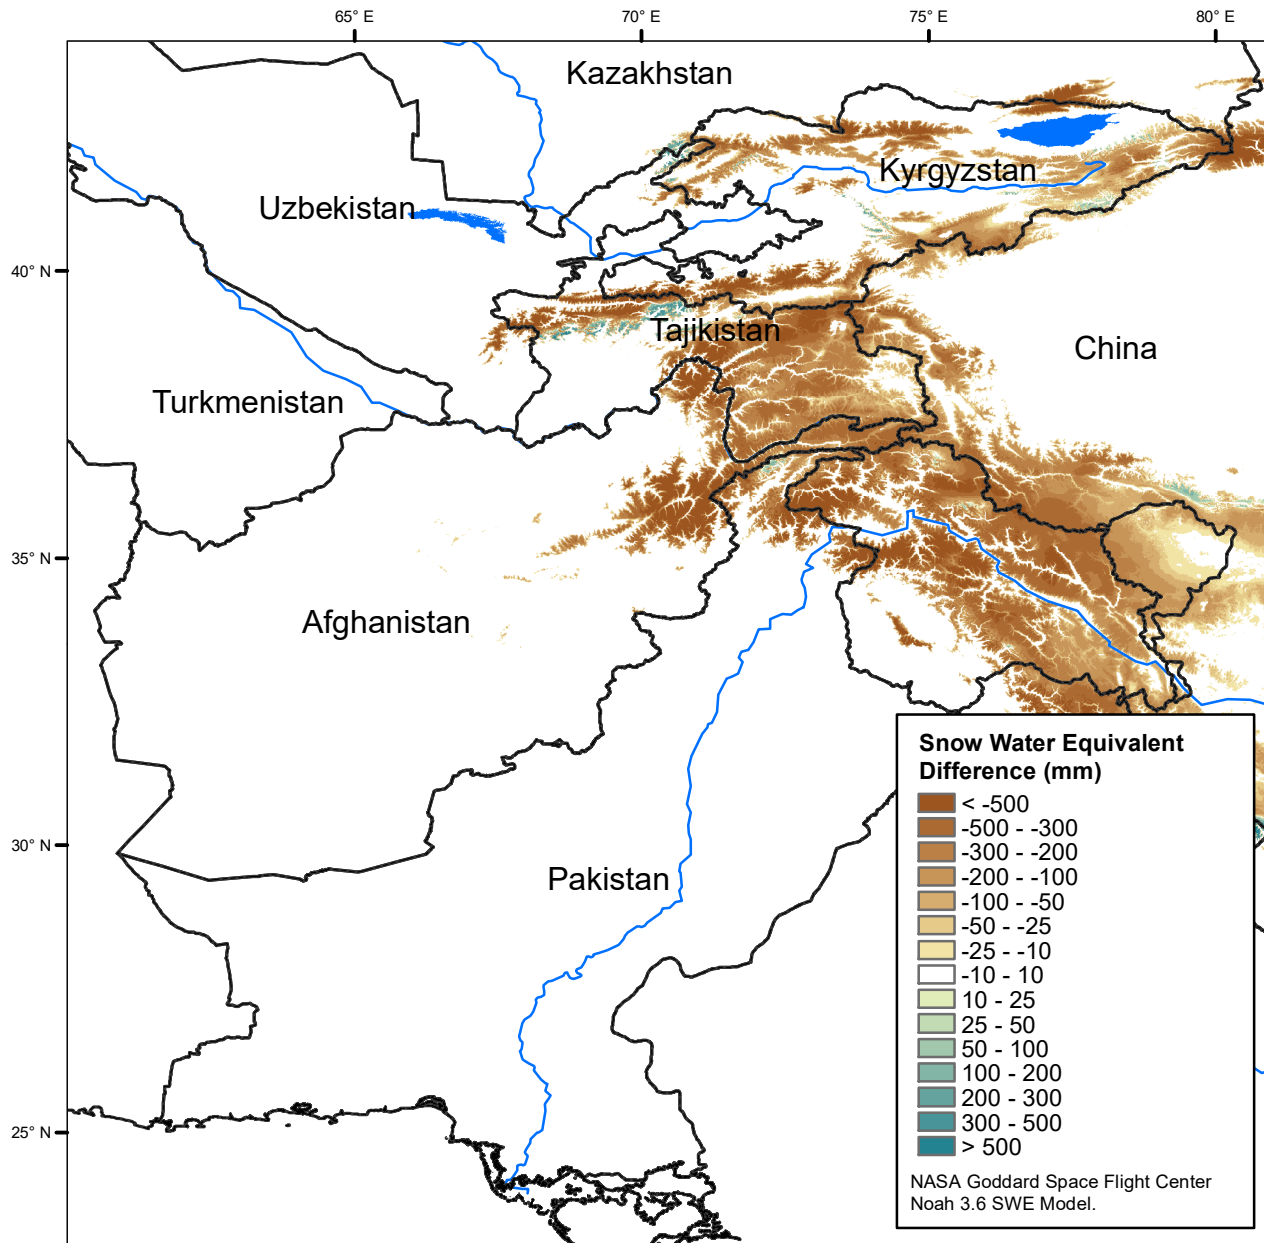 65° E
70° E
75° E
80° E
Kazakhstan
Kyrgyzstan
Uzbekistan
40° N
Tajikistan
China
Turkmenistan
35° N
Afghanistan
30° N
Pakistan
25° N
Snow Water Equivalent
Difference (mm)
< -500
-500 - -300
-300 - -200
-200 - -100
-100 - -50
-50 - -25
-25 - -10
-10 - 10
10 - 25
25 - 50
50 - 100
100 - 200
200 - 300
300 - 500
> 500
NASA Goddard Space Flight Center
Noah 3.6 SWE Model.